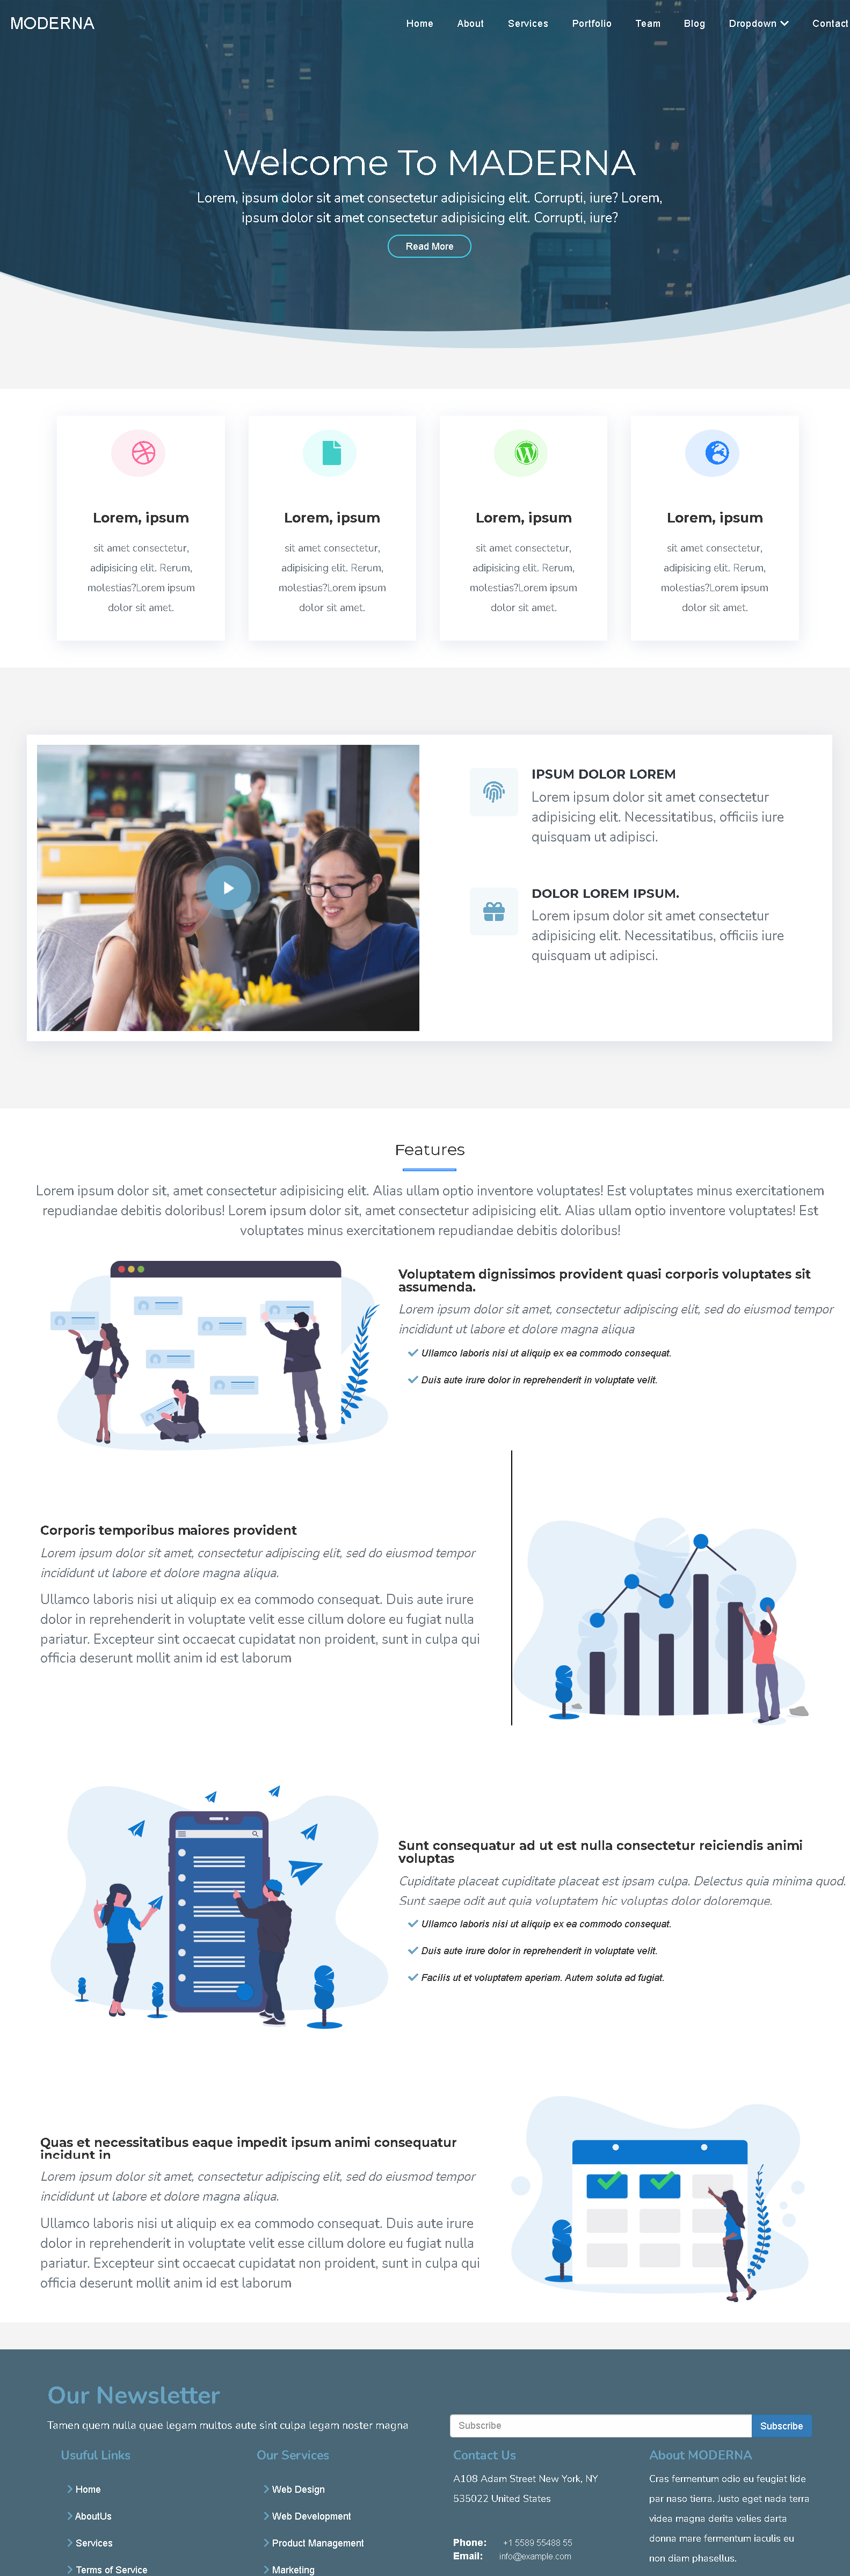 MODERNA
Home About Services Portfolio Team Blog Dropdown Contact
Welcome To MADERNA
Lorem, ipsum dolor sit amet consectetur adipisicing elit. Corrupti, iure? Lorem,
ipsum dolor sit amet consectetur adipisicing elit. Corrupti, iure?
Read More
Lorem, ipsum
sit amet consectetur,
adipisicing elit. Rerum,
molestias?Lorem ipsum
dolor sit amet.
Lorem, ipsum
sit amet consectetur,
adipisicing elit. Rerum,
molestias?Lorem ipsum
dolor sit amet.
Lorem, ipsum
sit amet consectetur,
adipisicing elit. Rerum,
molestias?Lorem ipsum
dolor sit amet.
Lorem, ipsum
sit amet consectetur,
adipisicing elit. Rerum,
molestias?Lorem ipsum
dolor sit amet.
IPSUM DOLOR LOREM
Lorem ipsum dolor sit amet consectetur
adipisicing elit. Necessitatibus, officiis iure
quisquam ut adipisci.
DOLOR LOREM IPSUM.
Lorem ipsum dolor sit amet consectetur
adipisicing elit. Necessitatibus, officiis iure
quisquam ut adipisci.
Features
Lorem ipsum dolor sit, amet consectetur adipisicing elit. Alias ullam optio inventore voluptates! Est voluptates minus exercitationem
repudiandae debitis doloribus! Lorem ipsum dolor sit, amet consectetur adipisicing elit. Alias ullam optio inventore voluptates! Est
voluptates minus exercitationem repudiandae debitis doloribus!
Voluptatem dignissimos provident quasi corporis voluptates sit
assumenda.
Lorem ipsum dolor sit amet, consectetur adipiscing elit, sed do eiusmod tempor
incididunt ut labore et dolore magna aliqua
Ullamco laboris nisi ut aliquip ex ea commodo consequat.
Duis aute irure dolor in reprehenderit in voluptate velit.
Corporis temporibus maiores provident
Lorem ipsum dolor sit amet, consectetur adipiscing elit, sed do eiusmod tempor
incididunt ut labore et dolore magna aliqua.
Ullamco laboris nisi ut aliquip ex ea commodo consequat. Duis aute irure
dolor in reprehenderit in voluptate velit esse cillum dolore eu fugiat nulla
pariatur. Excepteur sint occaecat cupidatat non proident, sunt in culpa qui
officia deserunt mollit anim id est laborum
Sunt consequatur ad ut est nulla consectetur reiciendis animi
voluptas
Cupiditate placeat cupiditate placeat est ipsam culpa. Delectus quia minima quod.
Sunt saepe odit aut quia voluptatem hic voluptas dolor doloremque.
Ullamco laboris nisi ut aliquip ex ea commodo consequat.
Duis aute irure dolor in reprehenderit in voluptate velit.
Facilis ut et voluptatem aperiam. Autem soluta ad fugiat.
Quas et necessitatibus eaque impedit ipsum animi consequatur
incidunt in
Lorem ipsum dolor sit amet, consectetur adipiscing elit, sed do eiusmod tempor
incididunt ut labore et dolore magna aliqua.
Ullamco laboris nisi ut aliquip ex ea commodo consequat. Duis aute irure
dolor in reprehenderit in voluptate velit esse cillum dolore eu fugiat nulla
pariatur. Excepteur sint occaecat cupidatat non proident, sunt in culpa qui
officia deserunt mollit anim id est laborum
Our Newsletter
Tamen quem nulla quae legam multos aute sint culpa legam noster magna
Subscribe Subscribe
Usuful Links
Home
AboutUs
Services
Terms of Service
Our Services
Web Design
Web Development
Product Management
Marketing
Contact Us
A108 Adam Street New York, NY
535022 United States
Phone: +1 5589 55488 55
Email: info@example.com
About MODERNA
Cras fermentum odio eu feugiat lide
par naso tierra. Justo eget nada terra
videa magna derita valies darta
donna mare fermentum iaculis eu
non diam phasellus.